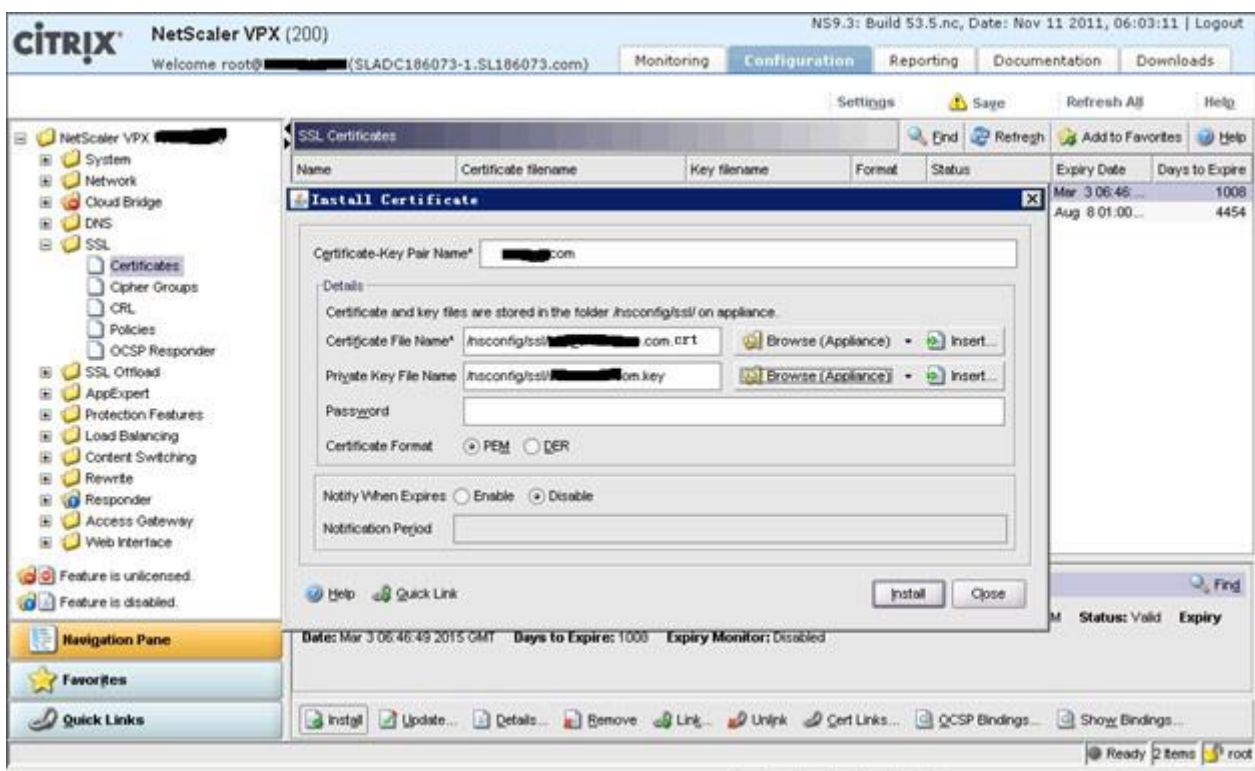 CITRIX
NetScaler VPX (200)
NS9.3: Build 53.5.nc, Date: Nov 11 2011, 06:03:11 | Logout
Welcome root@ (SLADC186073-1.SL186073.com)
Monitoring Configuration Reporting Documentation Downloads
Settings Save Refresh All Help
NetScaler VPX
System
Network
Cloud Bridge
DNS
SSL
Certificates
Cipher Groups
CRL
Policies
OCSP Responder
SSL Offload
AppExpert
Protection Features
Load Balancing
Content Switching
Rewrite
Responder
Access Gateway
Web Interface
Feature is unlicensed.
Feature is disabled.
Navigation Pane
Favorites
Quick Links
SSL Certificates
Find Refresh Add to Favorites Help
Name Certificate filename Key filename Format Status Expiry Date Days to Expire
Mar 3 06:46:... 1008
Aug 8 01:00... 4454
Install Certificate
Certificate-Key Pair Name* com
Details
Certificate and key files are stored in the folder /nsconfig/ssl/ on appliance.
Certificate File Name* /nsconfig/ssl/ .com.crt Browse (Appliance) Insert...
Private Key File Name /nsconfig/ssl/ om.key Browse (Appliance) Insert...
Password
Certificate Format PEM DER
Notify When Expires Enable Disable
Notification Period
Help Quick Link Install Close
Find
M Status: Valid Expiry
Date: Mar 3 06:46:49 2015 GMT Days to Expire: 1008 Expiry Monitor: Disabled
Install Update... Details... Remove Link... Unlink Cert Links... OCSP Bindings... Show Bindings...
Ready 2 Items root